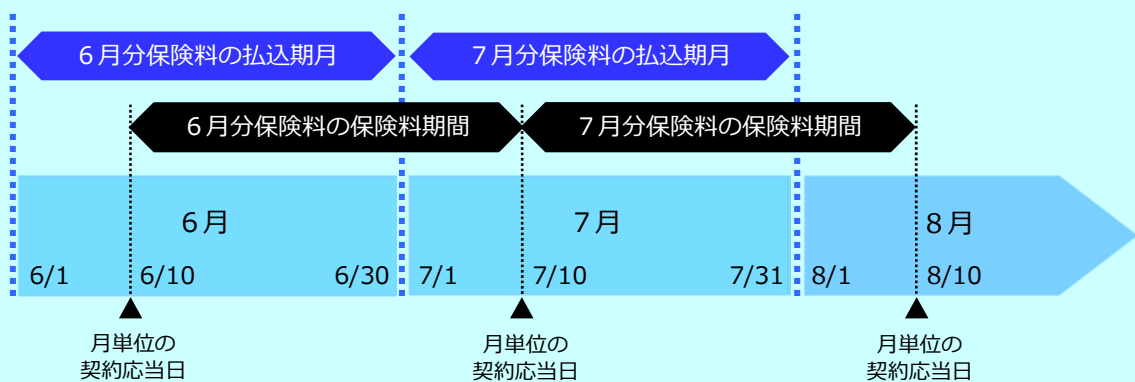 6月分保険料の払込期月
7月分保険料の払込期月
6月分保険料の保険料期間
7月分保険料の保険料期間
6月
7月
8月
6/1
6/10
6/30
7/1
7/10
7/31
8/1
8/10
月単位の
契約応当日
月単位の
契約応当日
月単位の
契約応当日